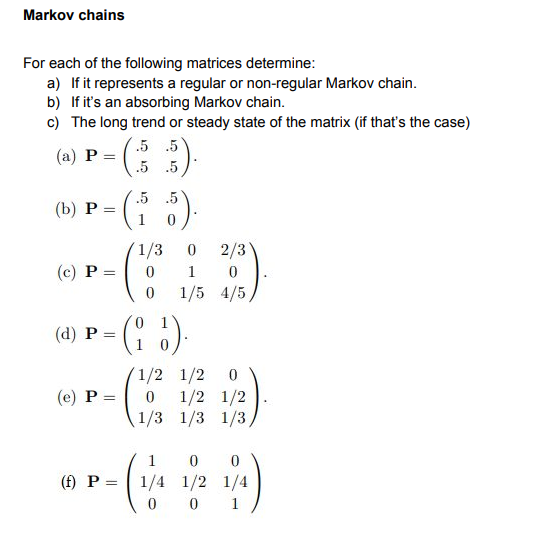 Markov chains
For each of the following matrices determine:
a) If it represents a regular or non-regular Markov chain.
b) If it's an absorbing Markov chain.
c) The long trend or steady state of the matrix (if that's the case)
(a) P = ( .5 .5
.5 .5 ).
(b) P = ( .5 .5
1 0 ).
(c) P = ( 1/3 0 2/3
0 1 0
0 1/5 4/5 ).
(d) P = ( 0 1
1 0 ).
(e) P = ( 1/2 1/2 0
0 1/2 1/2
1/3 1/3 1/3 ).
(f) P = ( 1 0 0
1/4 1/2 1/4
0 0 1 )